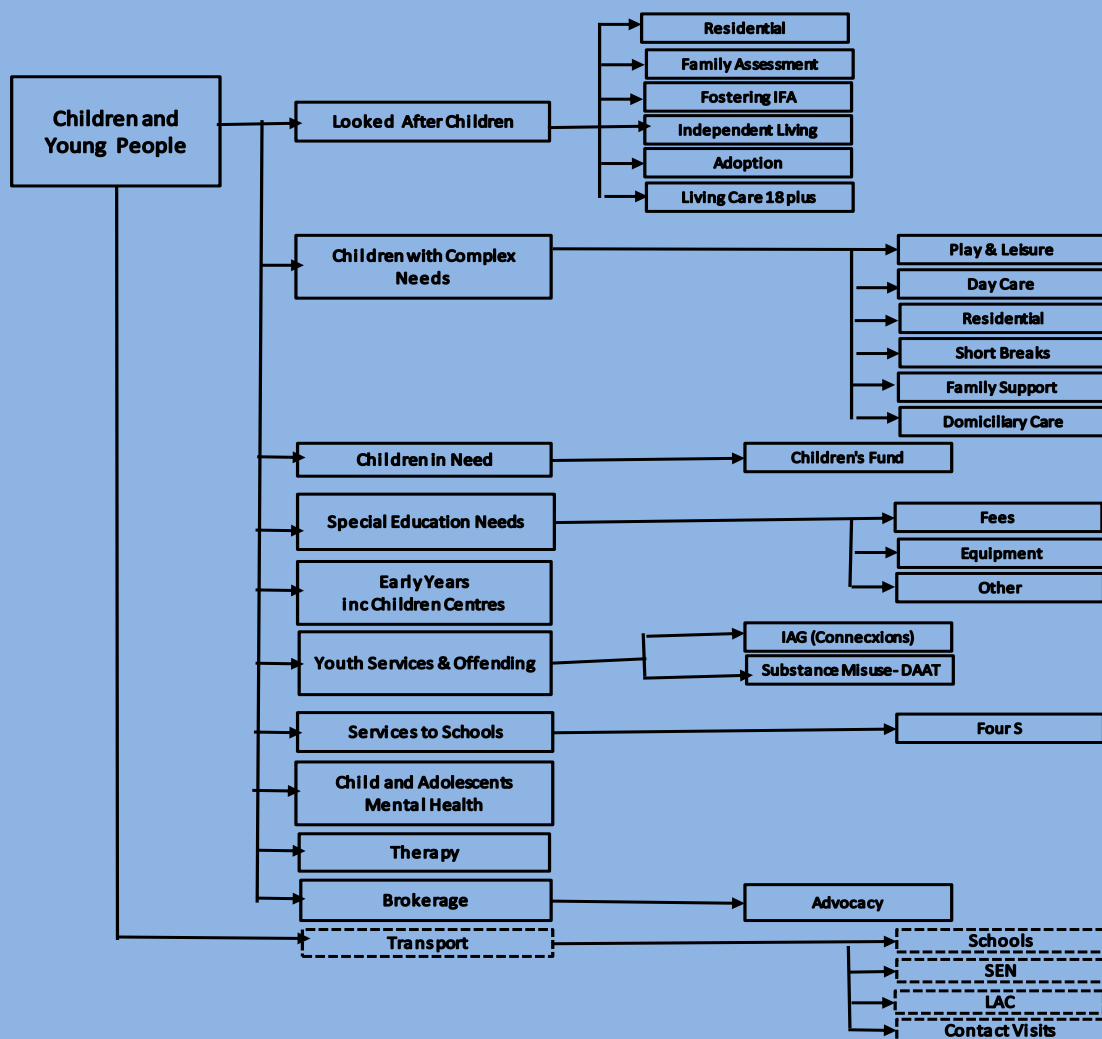 Children and
Young People
Looked After Children
Residential
Family Assessment
Fostering IFA
Independent Living
Adoption
Living Care 18 plus
Children with Complex
Needs
Play & Leisure
Day Care
Residential
Short Breaks
Family Support
Domiciliary Care
Children in Need
Children's Fund
Special Education Needs
Fees
Equipment
Other
Early Years
inc Children Centres
Youth Services & Offending
IAG (Connecxions)
Substance Misuse- DAAT
Services to Schools
Four S
Child and Adolescents
Mental Health
Therapy
Brokerage
Advocacy
Transport
Schools
SEN
LAC
Contact Visits